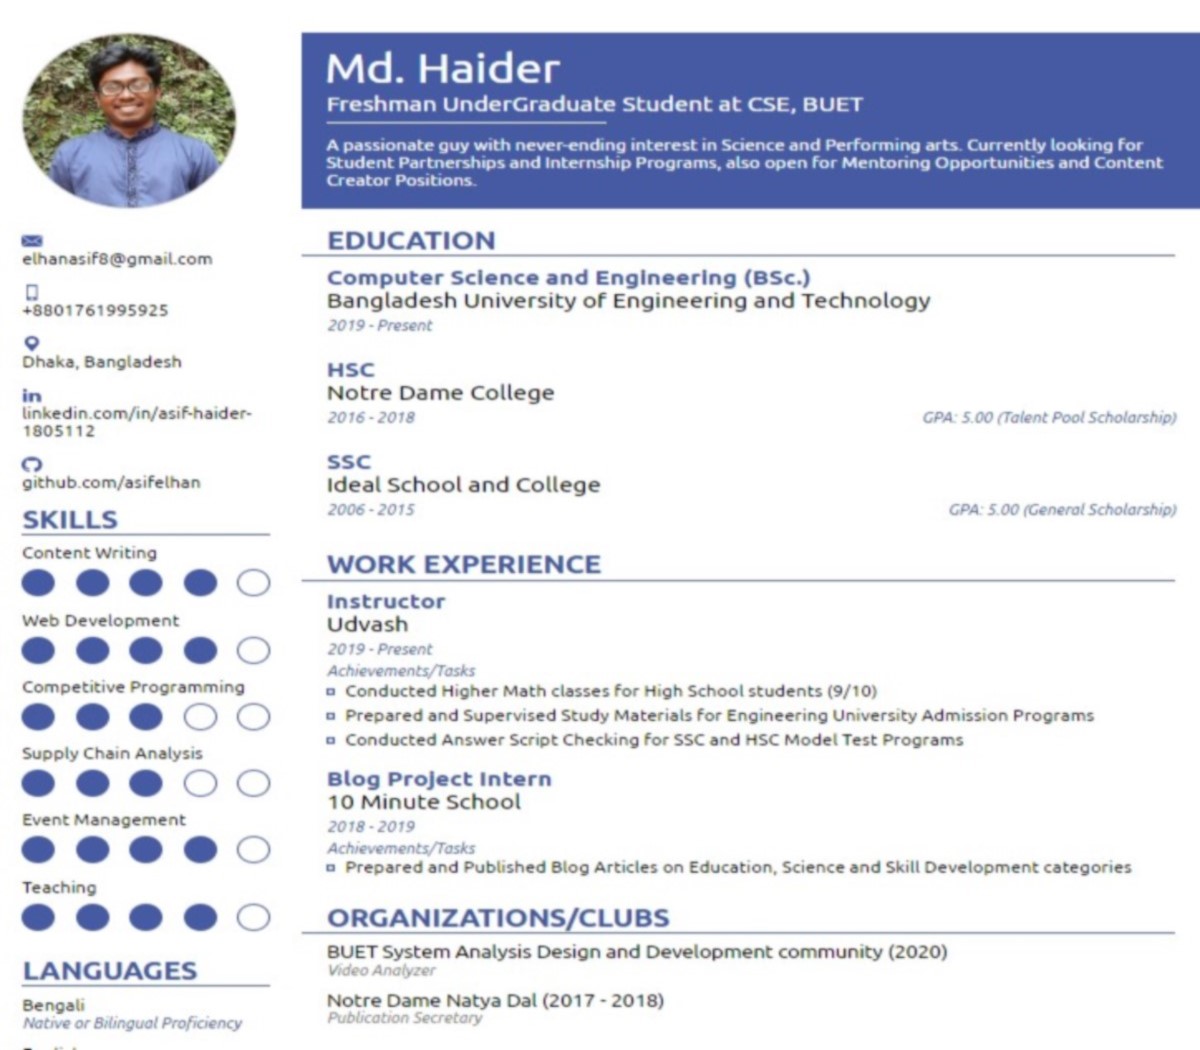 Md. Haider
Freshman UnderGraduate Student at CSE, BUET
A passionate guy with never-ending interest in Science and Performing arts. Currently looking for
Student Partnerships and Internship Programs, also open for Mentoring Opportunities and Content
Creator Positions.
elhanasif8@gmail.com
+8801761995925
Dhaka, Bangladesh
in
linkedin.com/in/asif-haider-
1805112
github.com/asifelhan
SKILLS
Content Writing
Web Development
Competitive Programming
Supply Chain Analysis
Event Management
Teaching
LANGUAGES
Bengali
Native or Bilingual Proficiency
EDUCATION
Computer Science and Engineering (BSc.)
Bangladesh University of Engineering and Technology
2019 - Present
HSC
Notre Dame College
2016 - 2018 GPA: 5.00 (Talent Pool Scholarship)
SSC
Ideal School and College
2006 - 2015 GPA: 5.00 (General Scholarship)
WORK EXPERIENCE
Instructor
Udvash
2019 - Present
Achievements/Tasks
Conducted Higher Math classes for High School students (9/10)
Prepared and Supervised Study Materials for Engineering University Admission Programs
Conducted Answer Script Checking for SSC and HSC Model Test Programs
Blog Project Intern
10 Minute School
2018 - 2019
Achievements/Tasks
Prepared and Published Blog Articles on Education, Science and Skill Development categories
ORGANIZATIONS/CLUBS
BUET System Analysis Design and Development community (2020)
Video Analyzer
Notre Dame Natya Dal (2017 - 2018)
Publication Secretary